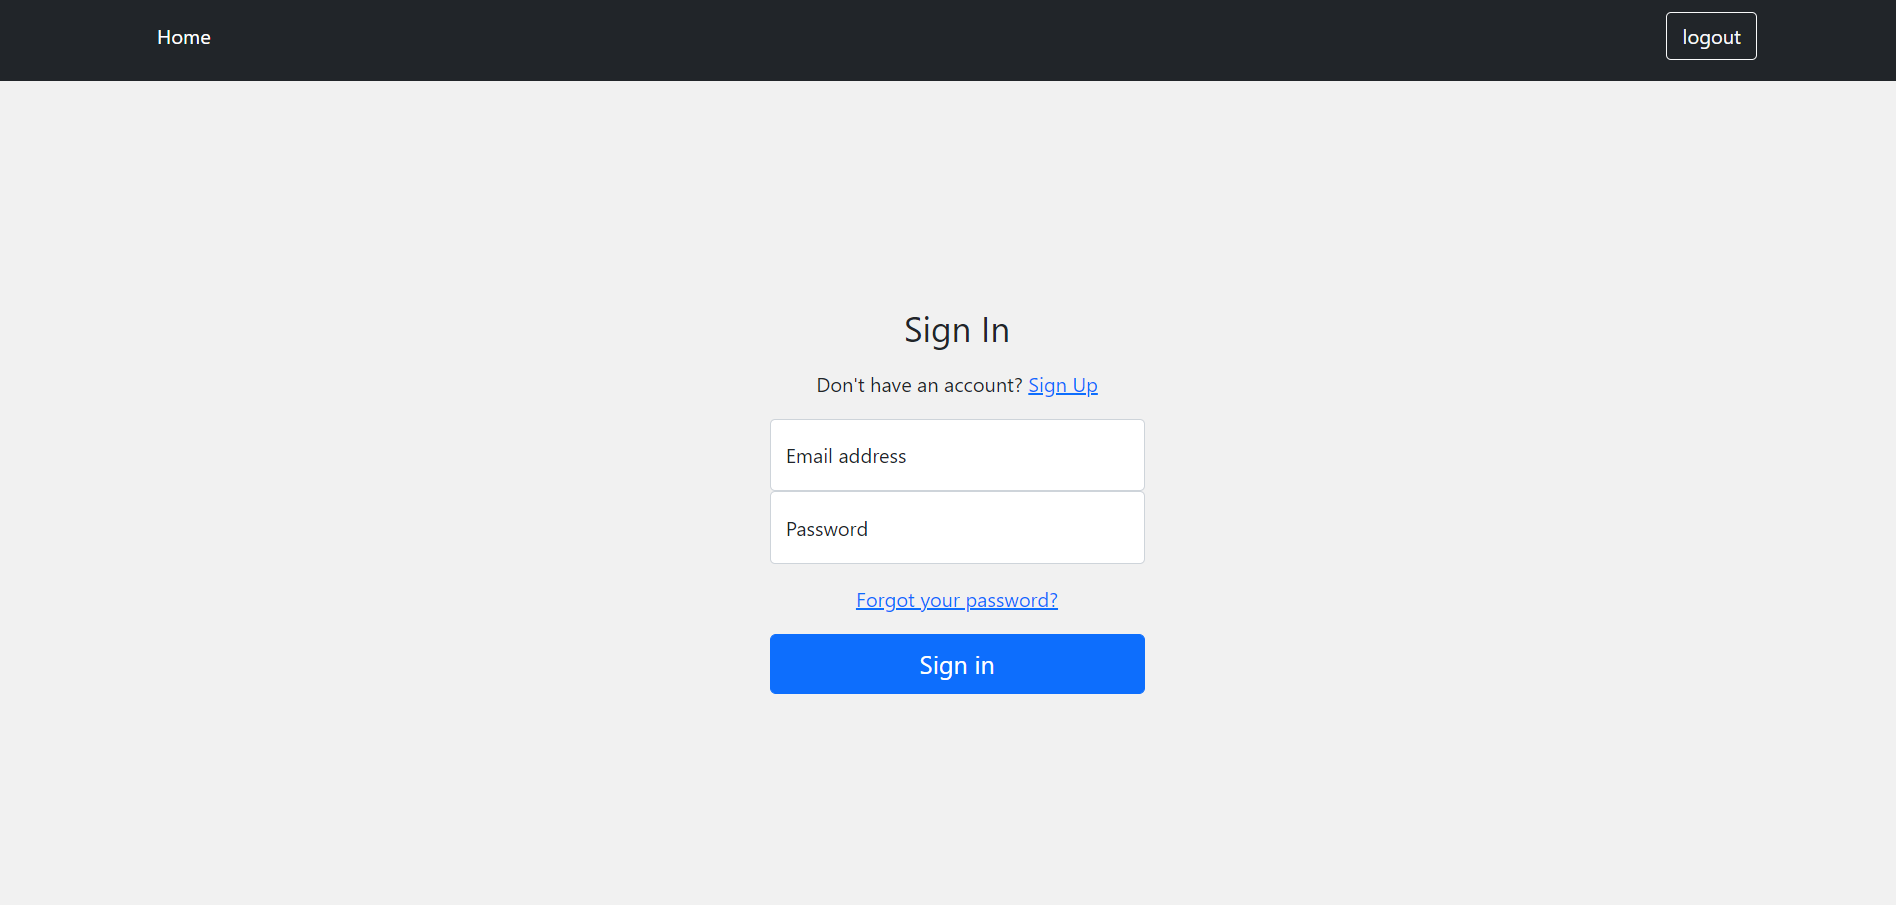 Home
logout
Sign In
Don't have an account? Sign Up
Email address
Password
Forgot your password?
Sign in